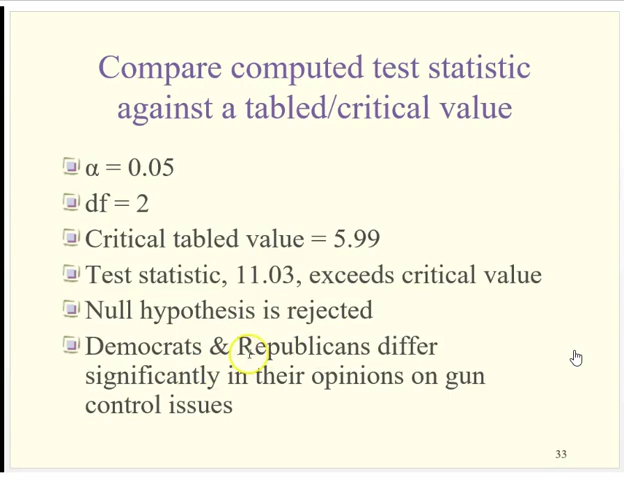 Compare computed test statistic
against a tabled/critical value
α = 0.05
df = 2
Critical tabled value = 5.99
Test statistic, 11.03, exceeds critical value
Null hypothesis is rejected
Democrats & Republicans differ
significantly in their opinions on gun
control issues
33